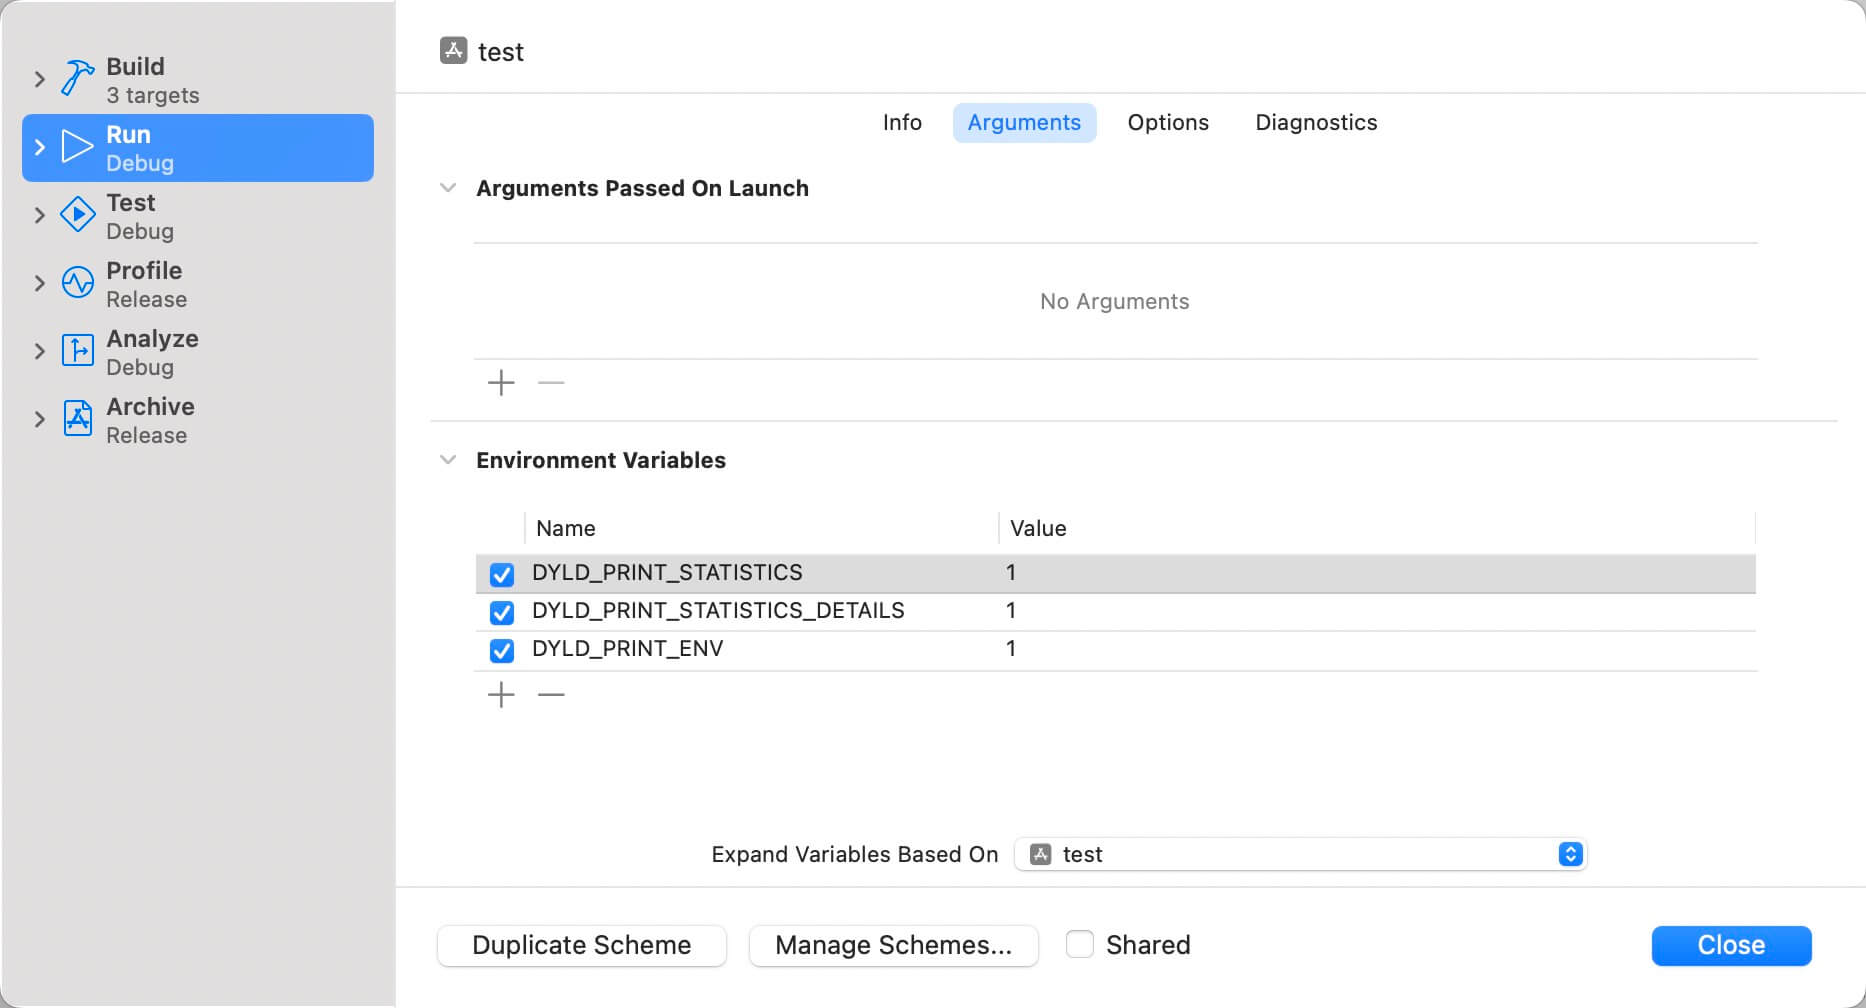 Build
3 targets
Run
Debug
Test
Debug
Profile
Release
Analyze
Debug
Archive
Release
test
Info Arguments Options Diagnostics
Arguments Passed On Launch
No Arguments
Environment Variables
Name Value
DYLD_PRINT_STATISTICS 1
DYLD_PRINT_STATISTICS_DETAILS 1
DYLD_PRINT_ENV 1
Expand Variables Based On test
Duplicate Scheme Manage Schemes... Shared Close